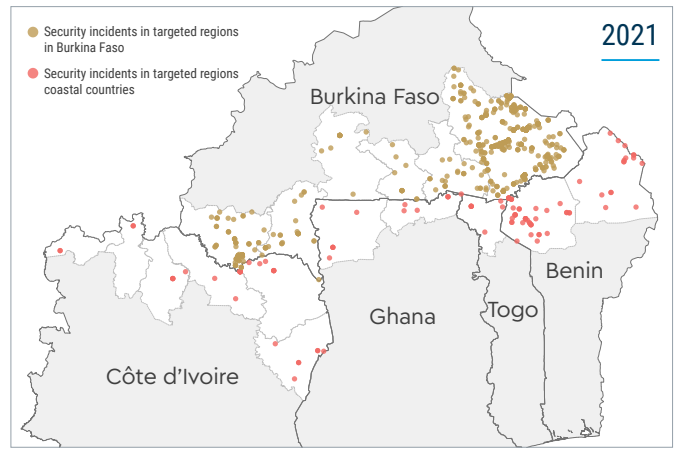 Security incidents in targeted regions
in Burkina Faso
Security incidents in targeted regions
coastal countries
2021
Burkina Faso
Benin
Togo
Ghana
Côte d'Ivoire